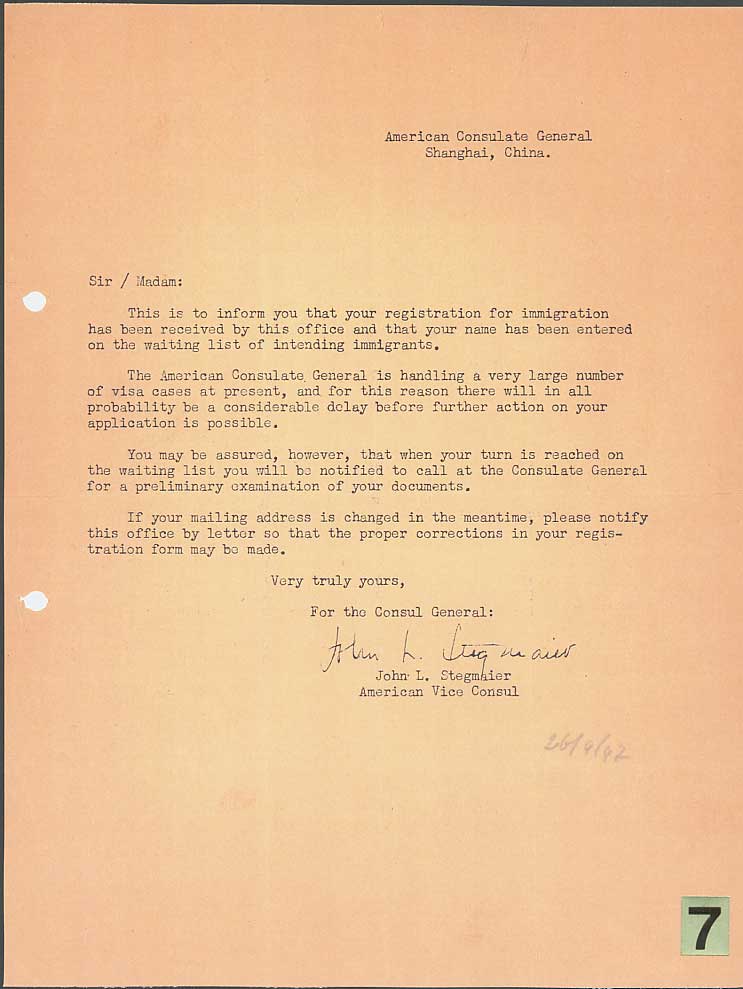 American Consulate General
Shanghai, China.
Sir / Madam:
This is to inform you that your registration for immigration
has been received by this office and that your name has been entered
on the waiting list of intending immigrants.
The American Consulate General is handling a very large number
of visa cases at present, and for this reason there will in all
probability be a considerable delay before further action on your
application is possible.
You may be assured, however, that when your turn is reached on
the waiting list you will be notified to call at the Consulate General
for a preliminary examination of your documents.
If your mailing address is changed in the meantime, please notify
this office by letter so that the proper corrections in your regis-
tration form may be made.
Very truly yours,
For the Consul General:
John L. Stegmaier
John L. Stegmaier
American Vice Consul
7